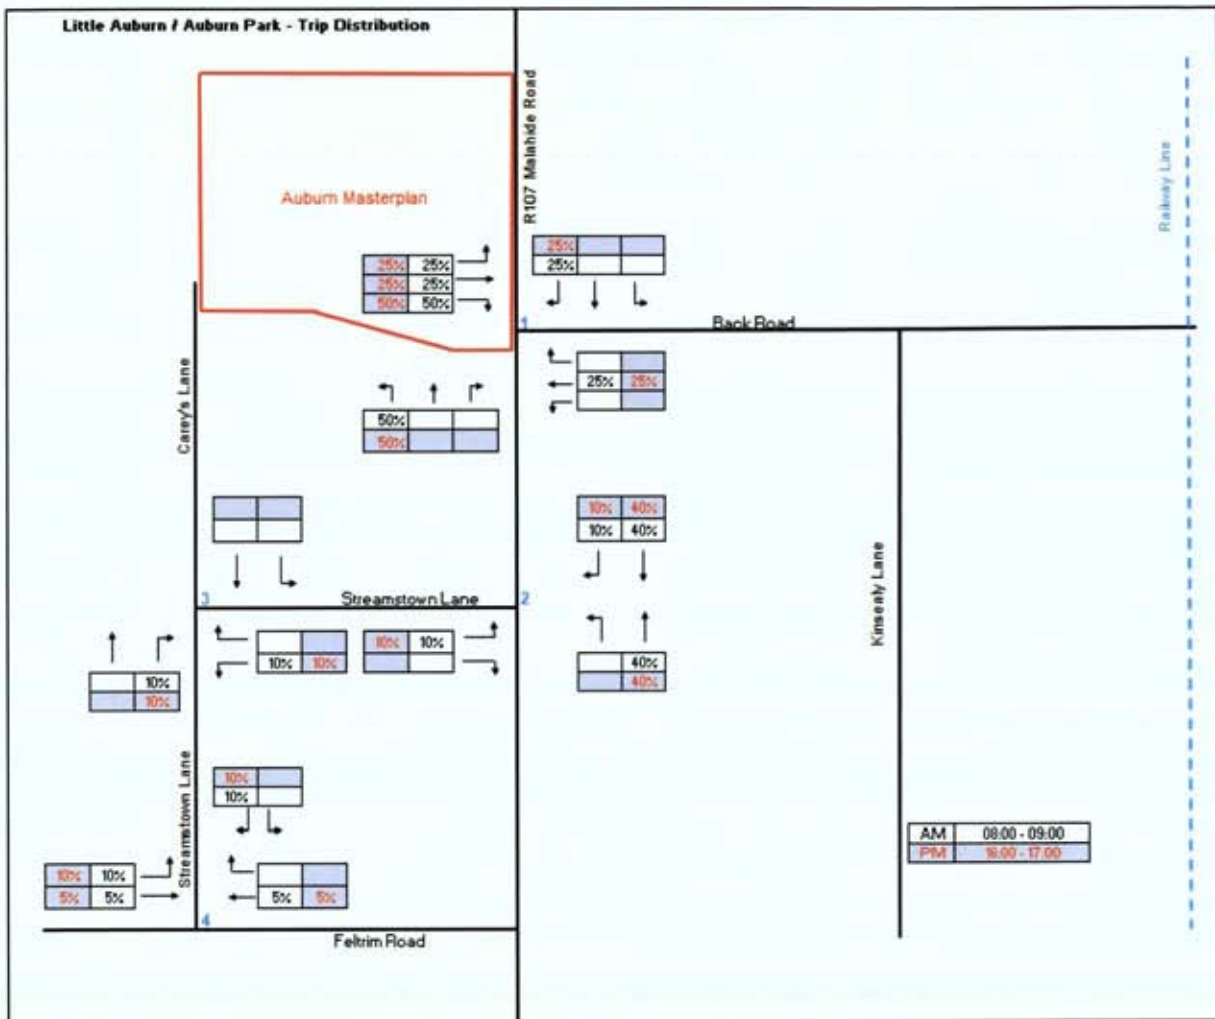 Little Auburn / Auburn Park - Trip Distribution
R107 Malahide Road
Railway Line
Auburn Masterplan
25% 25%
25% 25%
50% 50%
25%
25%
1
Back Road
25% 25%
Carey's Lane
50%
50%
10% 40%
10% 40%
Kinsealy Lane
3
Streamstown Lane
2
10% 10%
10% 10%
40%
40%
10%
10%
Streamstown Lane
10%
10%
AM 08:00 - 09:00
PM 16:00 - 17:00
10% 10%
5% 5%
5% 5%
4
Feltrim Road